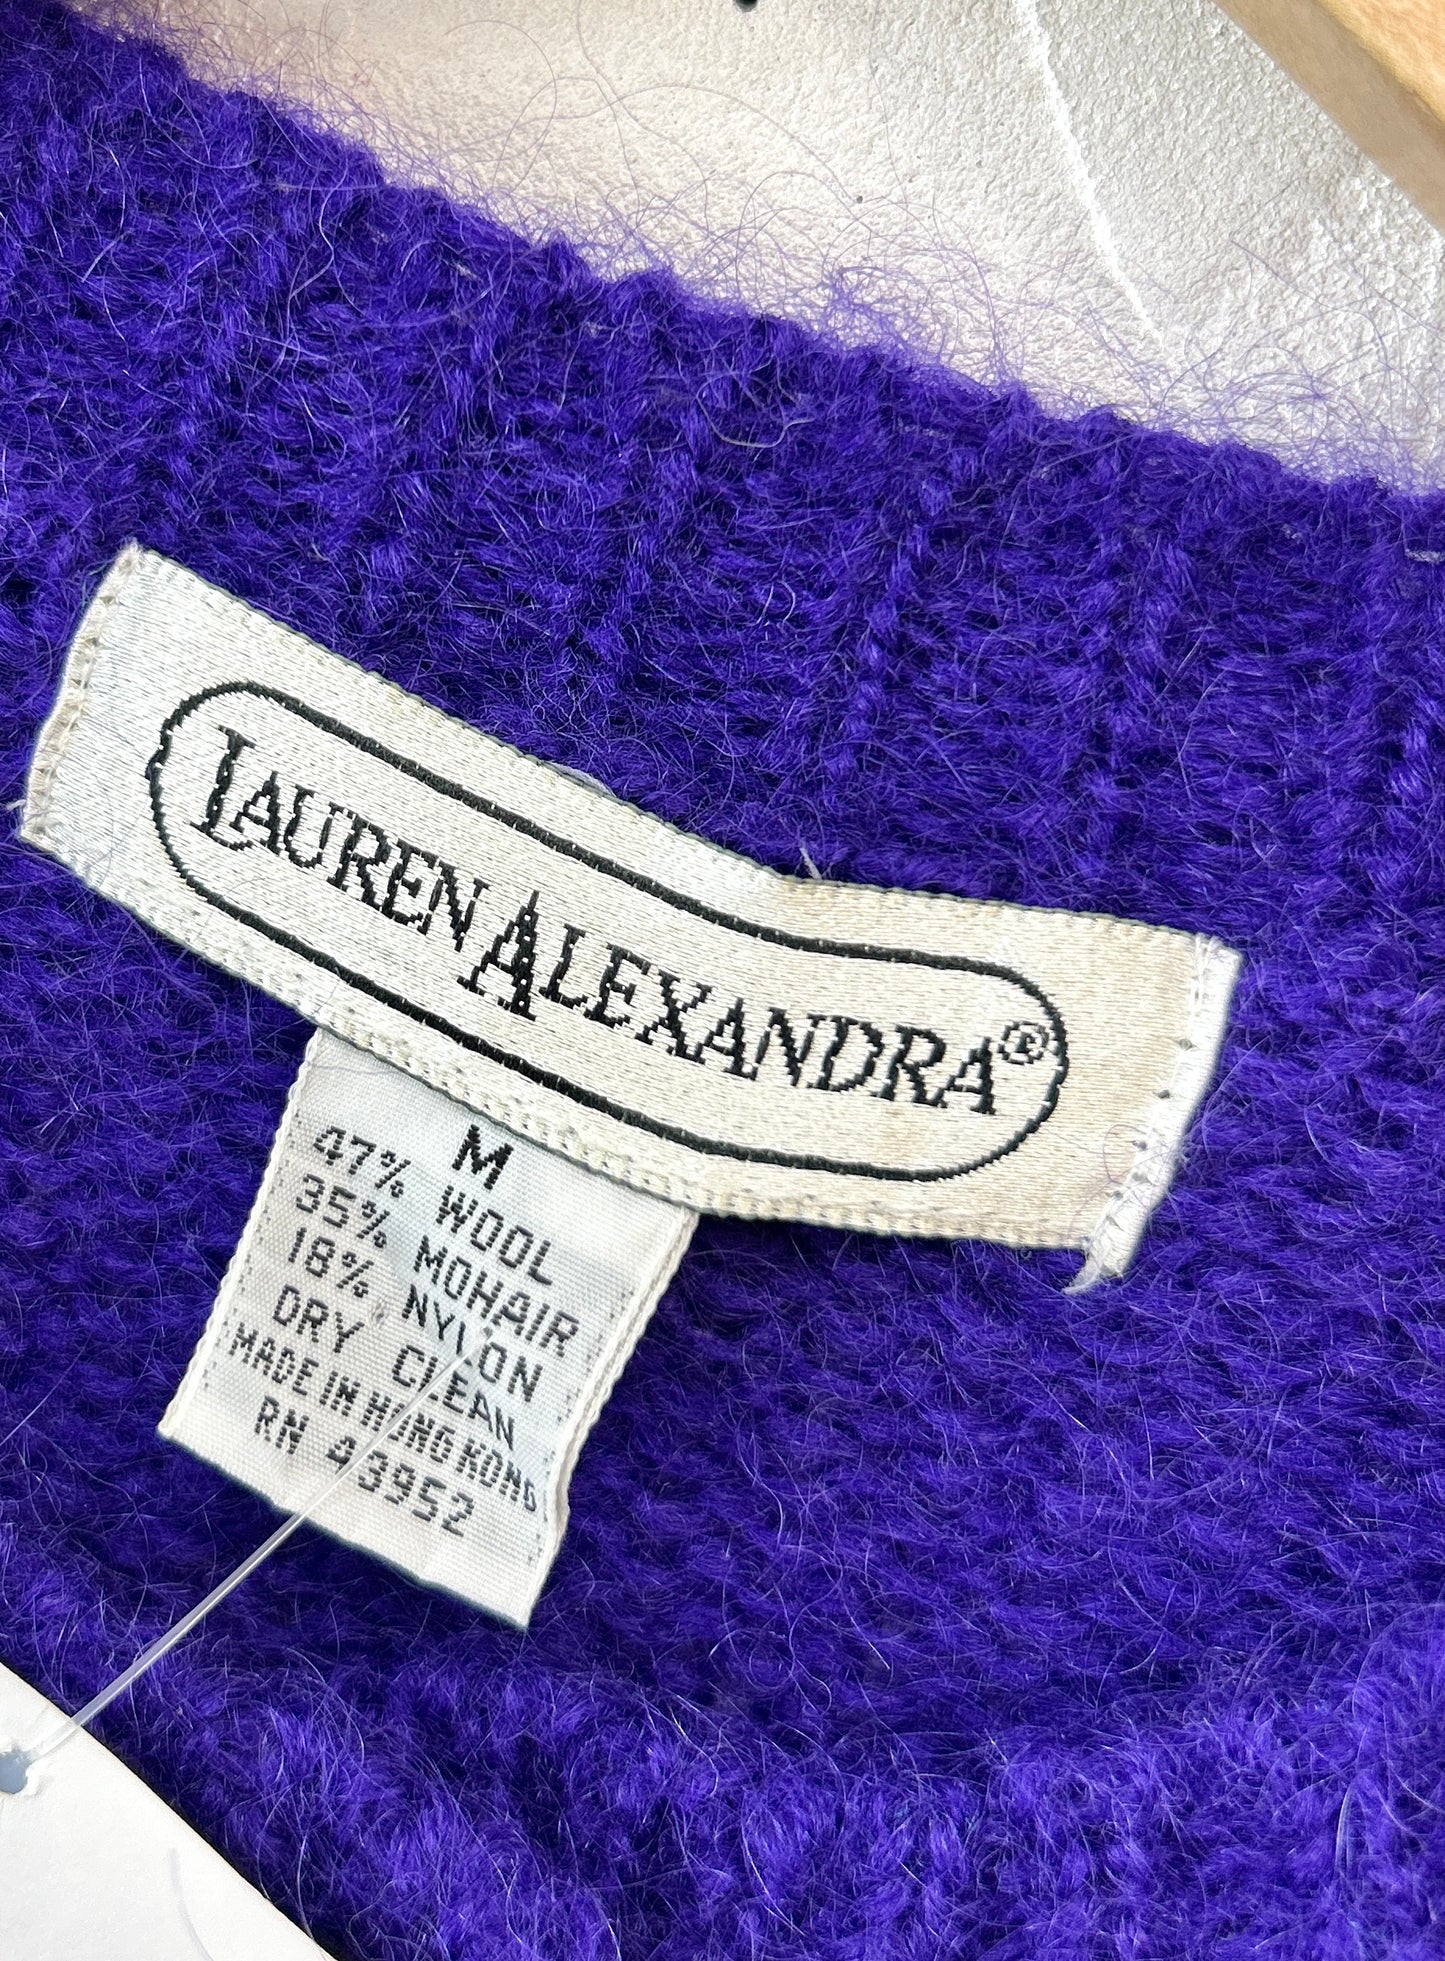 LAUREN ALEXANDRA®
M
47% WOOL
35% MOHAIR
18% NYLON
DRY CLEAN
MADE IN HONG KONG
RN 43952